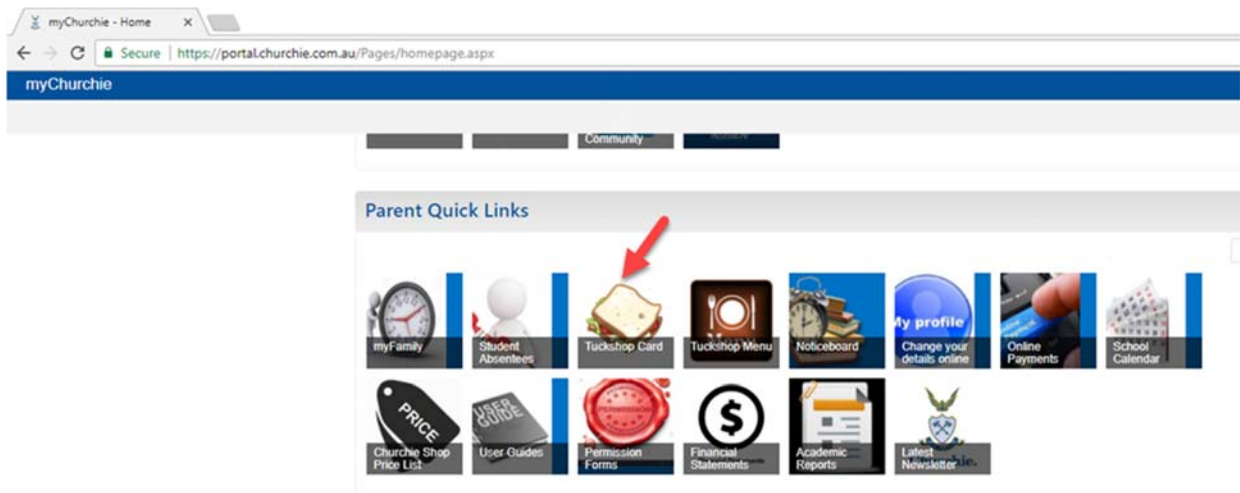 myChurchie - Home
Secure | https://portal.churchie.com.au/Pages/homepage.aspx
myChurchie
Community
Parent Quick Links
myFamily
Student
Absentees
Tuckshop Card
Tuckshop Menu
Noticeboard
My profile
Change your
details online
Online
Payments
School
Calendar
PRICE
Churchie Shop
Price List
USER
GUIDE
User Guides
PERMISSION
Permission
Forms
Financial
Statements
Academic
Reports
Latest
Newsletter